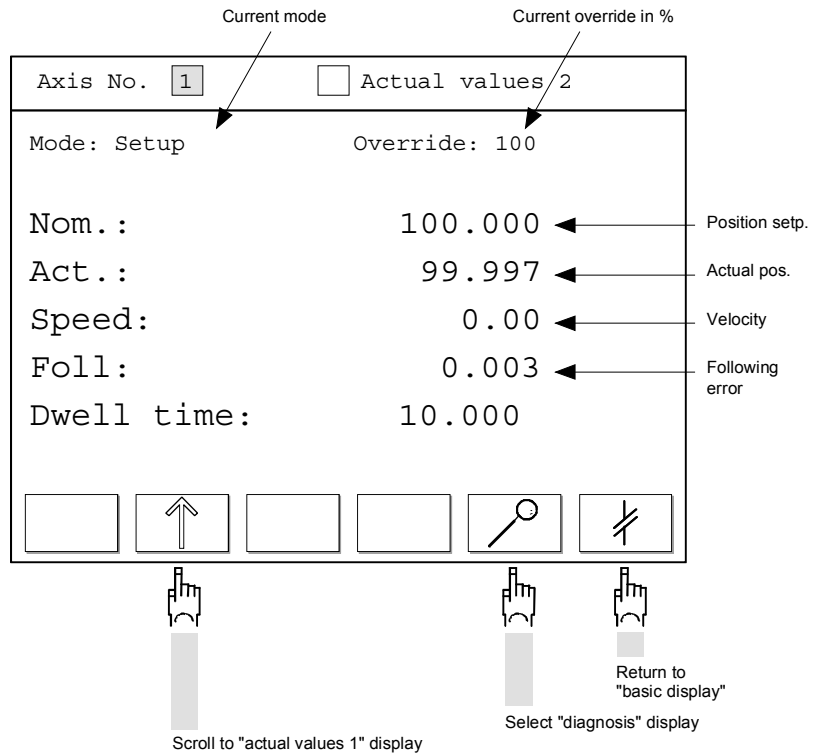 Current mode
Current override in %
Axis No. 1
Actual values 2
Mode: Setup
Override: 100
Nom.: 100.000
Position setp.
Act.: 99.997
Actual pos.
Speed: 0.00
Velocity
Foll: 0.003
Following
error
Dwell time: 10.000
Return to
"basic display"
Select "diagnosis" display
Scroll to "actual values 1" display